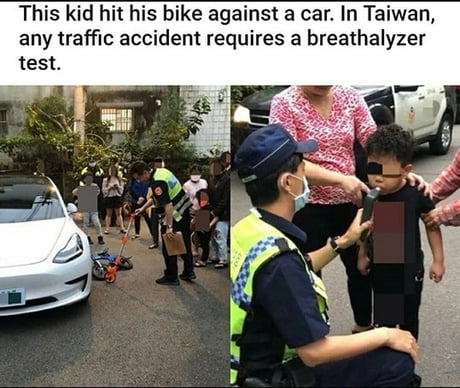 This kid hit his bike against a car. In Taiwan,
any traffic accident requires a breathalyzer
test.